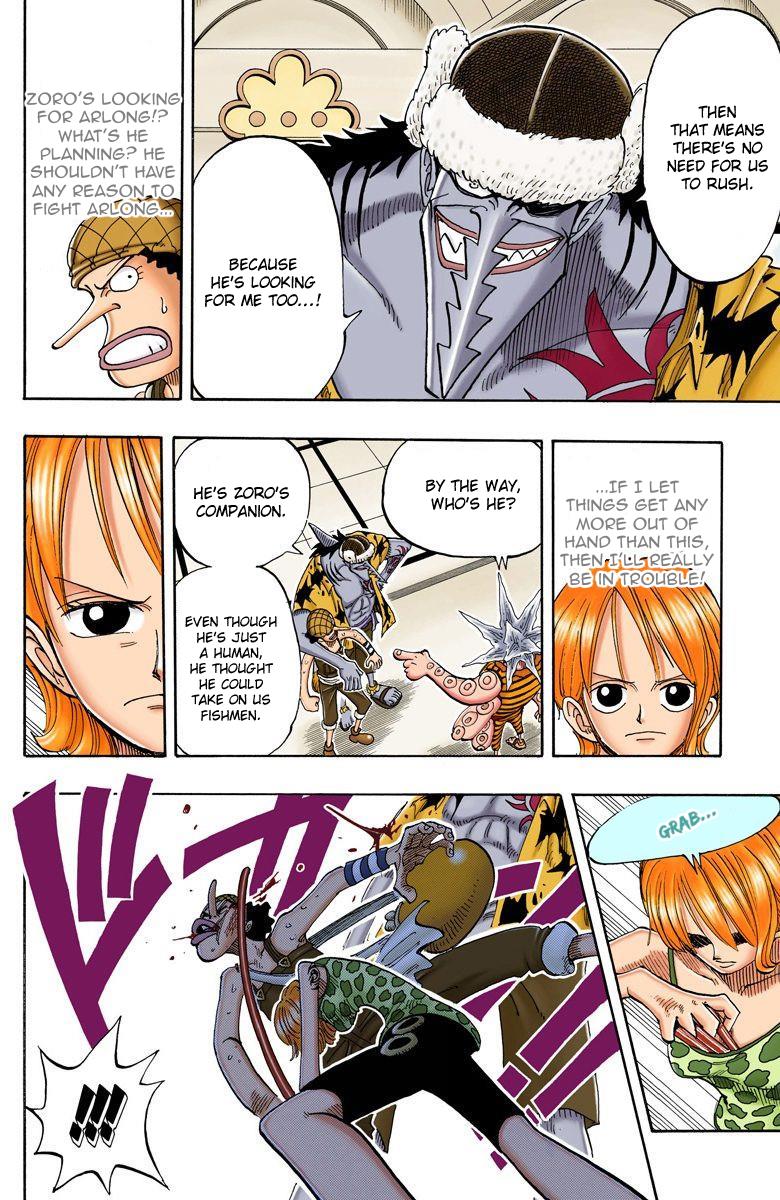 THEN
THAT MEANS
THERE'S NO
NEED FOR US
TO RUSH.
BECAUSE
HE'S LOOKING
FOR ME TOO...!
ZORO'S LOOKING
FOR ARLONG!?
WHAT'S HE
PLANNING? HE
SHOULDN'T HAVE
ANY REASON TO
FIGHT ARLONG...
...IF I LET
THINGS GET ANY
MORE OUT OF
HAND THAN THIS,
THEN I'LL REALLY
BE IN TROUBLE!
BY THE WAY,
WHO'S HE?
HE'S ZORO'S
COMPANION.
EVEN THOUGH
HE'S JUST
A HUMAN,
HE THOUGHT
HE COULD
TAKE ON US
FISHMEN.
GRAB...
ドガッ!!
!!!